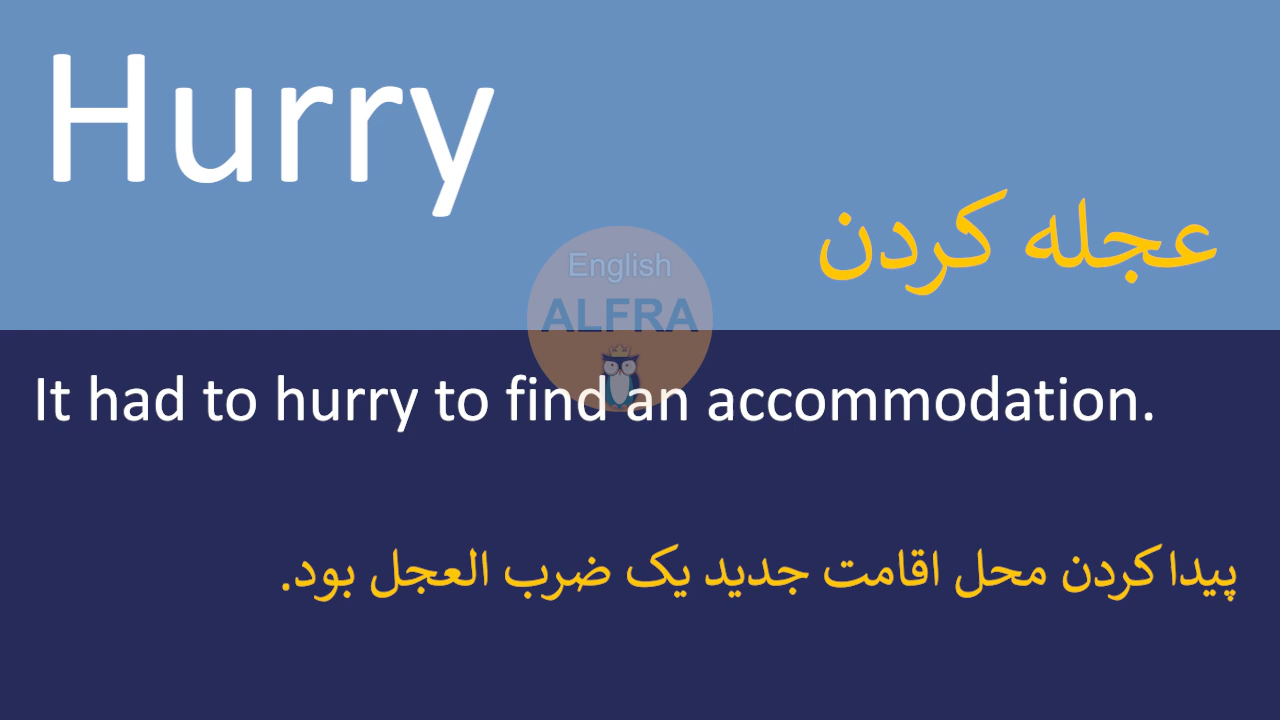 Hurry
عجله کردن
English
ALFRA
It had to hurry to find an accommodation.
پیدا کردن محل اقامت جدید یک ضرب العجل بود.